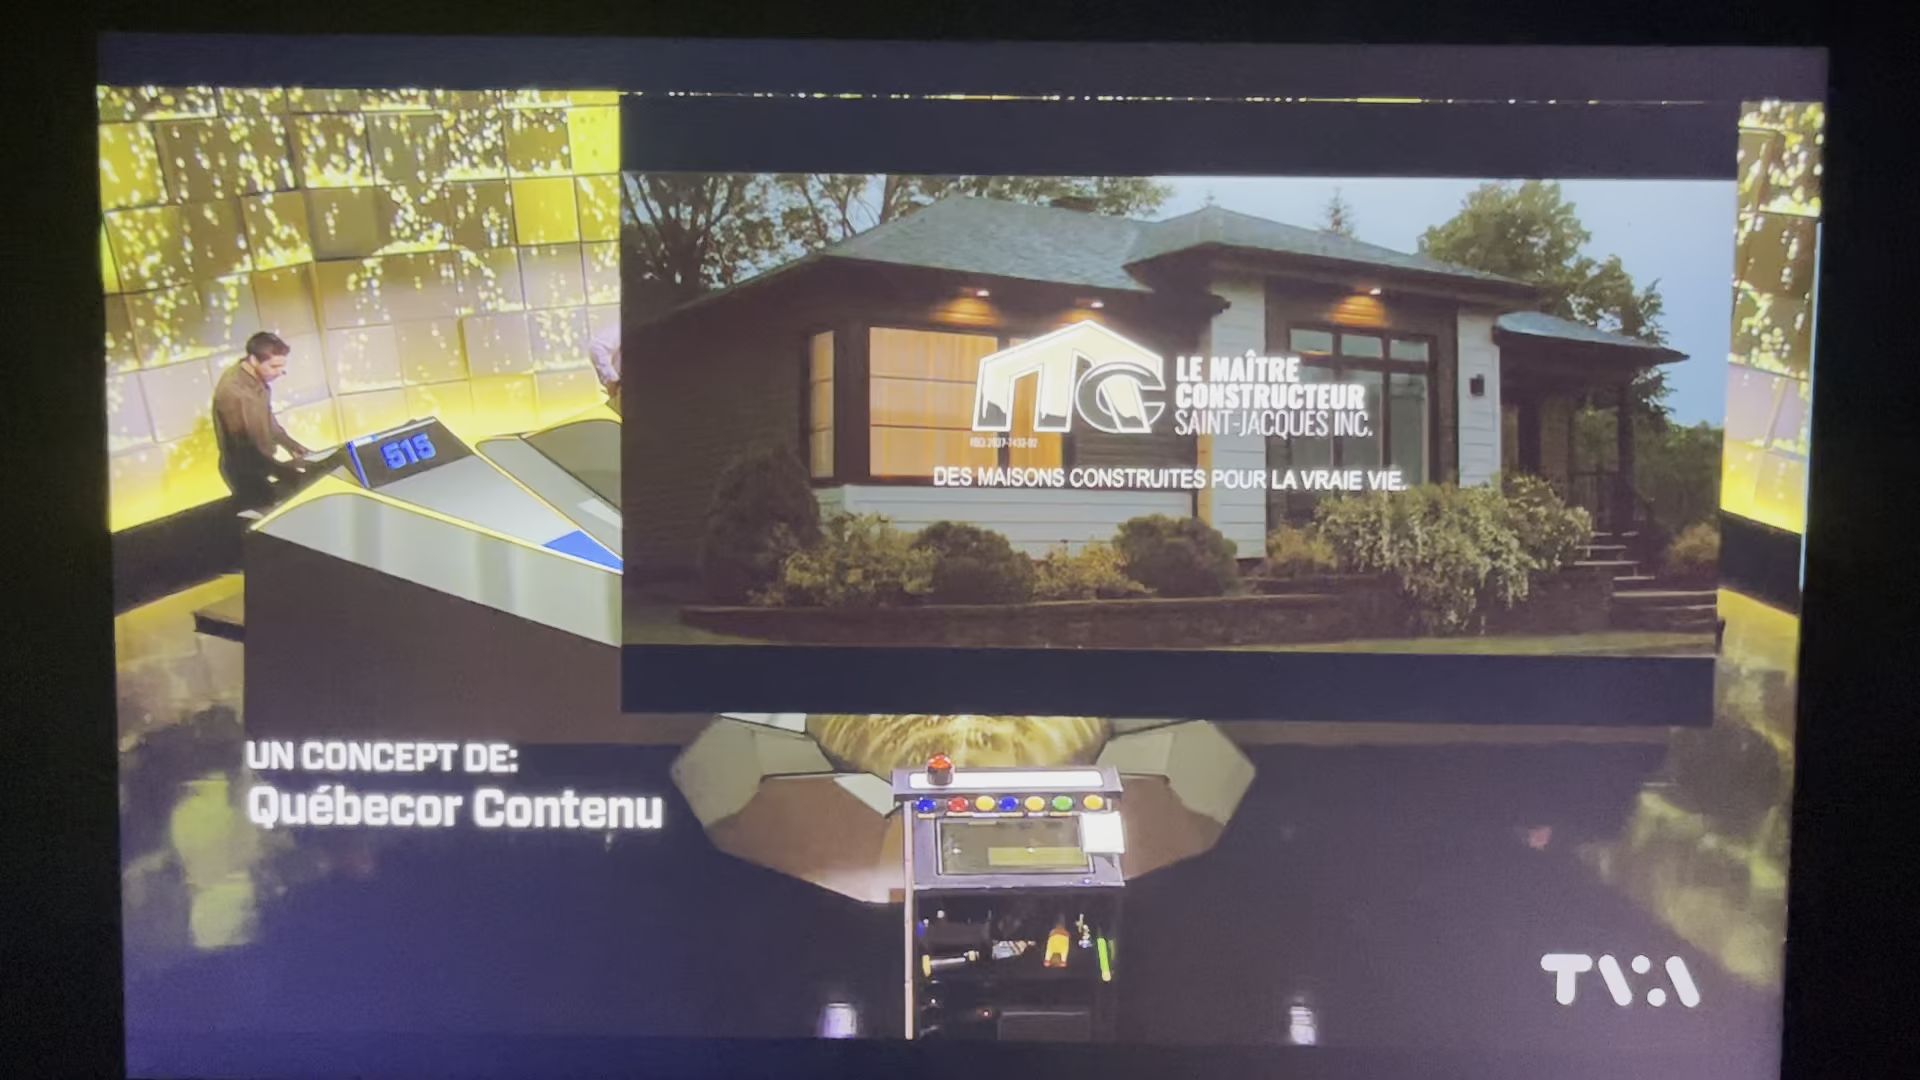 515
LE MAÎTRE
CONSTRUCTEUR
SAINT-JACQUES INC.
DES MAISONS CONSTRUITES POUR LA VRAIE VIE.
UN CONCEPT DE:
Québecor Contenu
TVA